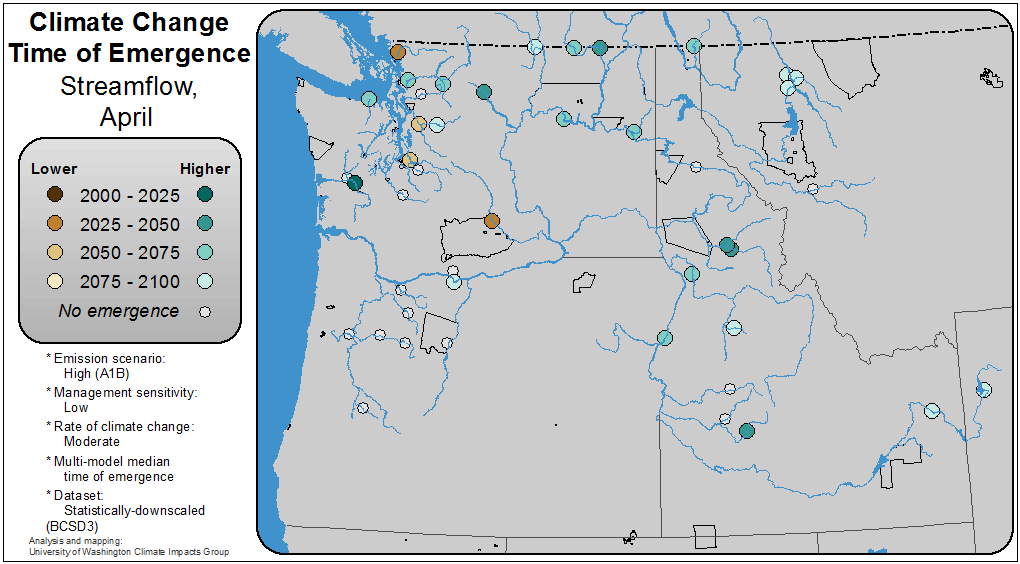 Climate Change
Time of Emergence
Streamflow,
April
Lower Higher
2000 - 2025
2025 - 2050
2050 - 2075
2075 - 2100
No emergence
* Emission scenario:
High (A1B)
* Management sensitivity:
Low
* Rate of climate change:
Moderate
* Multi-model median
time of emergence
* Dataset:
Statistically-downscaled
(BCSD3)
Analysis and mapping:
University of Washington Climate Impacts Group